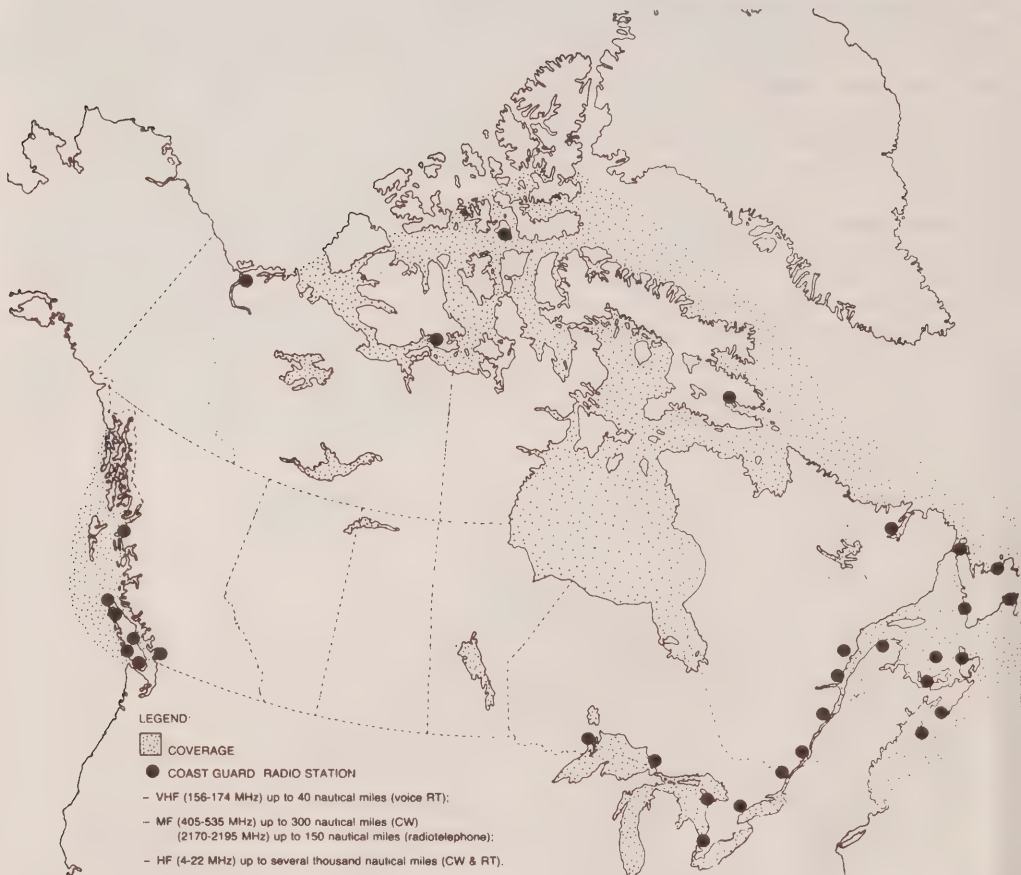 LEGEND:
COVERAGE
COAST GUARD RADIO STATION
– VHF (156-174 MHz) up to 40 nautical miles (voice RT);
– MF (405-535 MHz) up to 300 nautical miles (CW)
(2170-2195 MHz) up to 150 nautical miles (radiotelephone);
– HF (4-22 MHz) up to several thousand nautical miles (CW & RT).